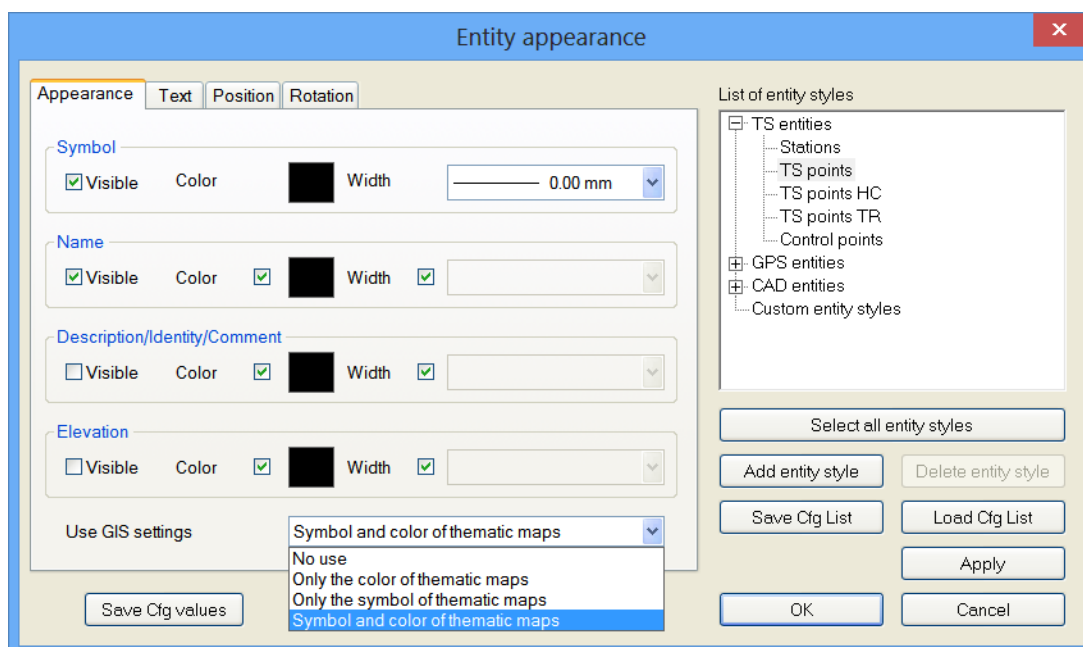 Entity appearance
Appearance Text Position Rotation
Symbol
Visible Color Width 0.00 mm
Name
Visible Color Width
Description/Identity/Comment
Visible Color Width
Elevation
Visible Color Width
Use GIS settings Symbol and color of thematic maps
No use
Only the color of thematic maps
Only the symbol of thematic maps
Symbol and color of thematic maps
Save Cfg values
List of entity styles
TS entities
Stations
TS points
TS points HC
TS points TR
Control points
GPS entities
CAD entities
Custom entity styles
Select all entity styles
Add entity style Delete entity style
Save Cfg List Load Cfg List
Apply
OK Cancel